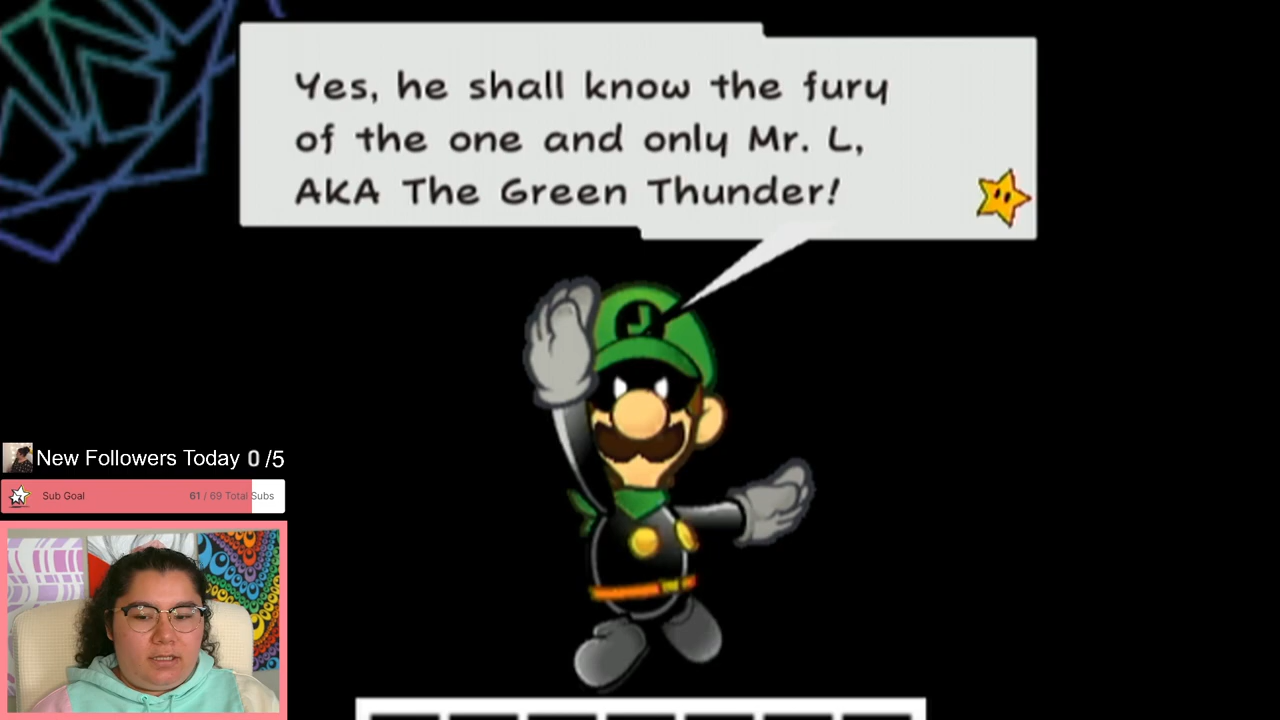 Yes, he shall know the fury
of the one and only Mr. L,
AKA The Green Thunder!
New Followers Today 0 /5
Sub Goal 61 / 69 Total Subs